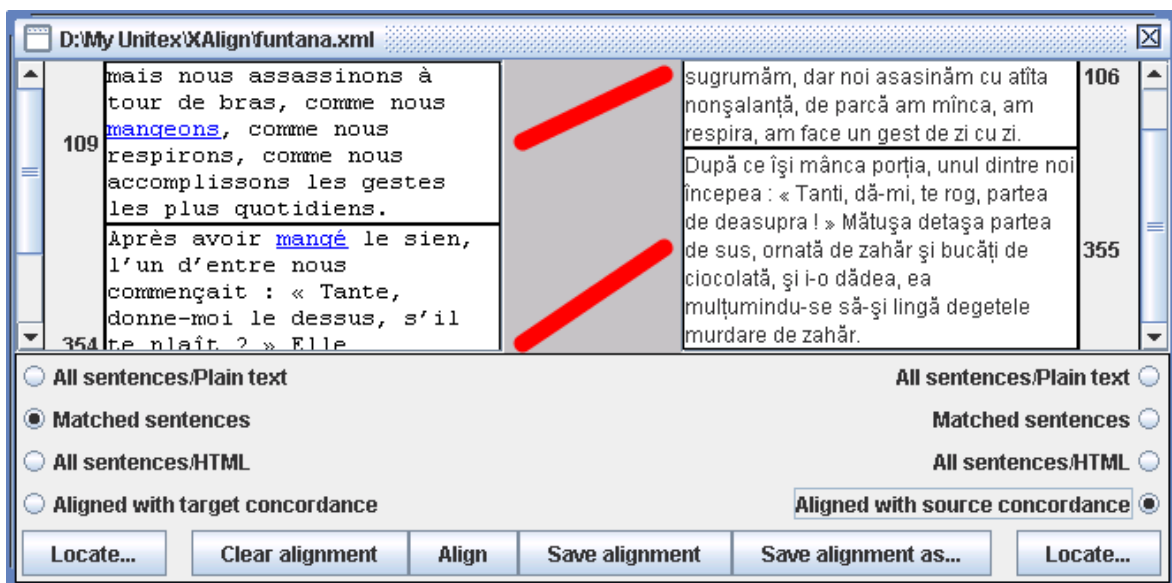 D:\My Unitex\XAlign\funtana.xml
mais nous assassinons à
tour de bras, comme nous
mangeons, comme nous
109
respirons, comme nous
accomplissons les gestes
les plus quotidiens.
Après avoir mangé le sien,
l'un d'entre nous
commençait : « Tante,
donne-moi le dessus, s'il
354
te plaît ? » Elle
sugrumăm, dar noi asasinăm cu atîta
106
nonşalanţă, de parcă am mînca, am
respira, am face un gest de zi cu zi.
După ce îşi mânca porţia, unul dintre noi
începea : « Tanti, dă-mi, te rog, partea
de deasupra ! » Mătuşa detaşa partea
de sus, ornată de zahăr şi bucăţi de
355
ciocolată, şi i-o dădea, ea
mulţumindu-se să-şi lingă degetele
murdare de zahăr.
All sentences/Plain text
All sentences/Plain text
Matched sentences
Matched sentences
All sentences/HTML
All sentences/HTML
Aligned with target concordance
Aligned with source concordance
Locate...
Clear alignment
Align
Save alignment
Save alignment as...
Locate...